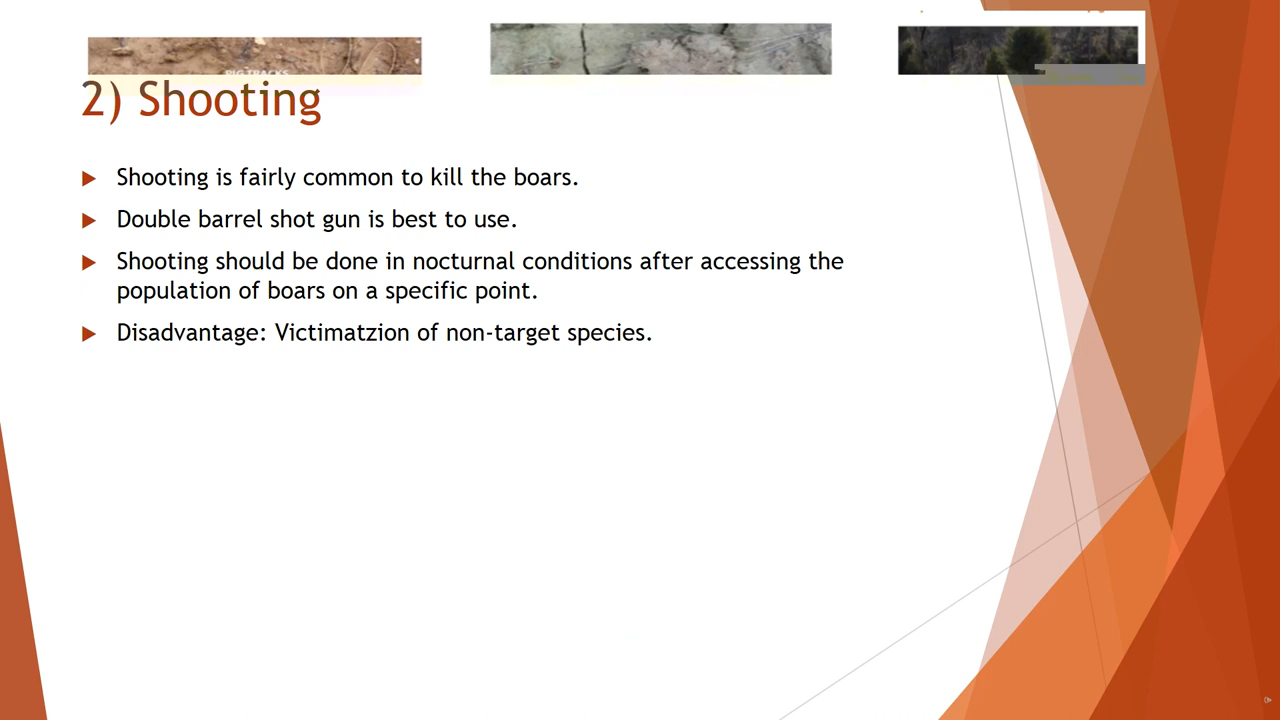 PIG TRACKS
2) Shooting
Shooting is fairly common to kill the boars.
Double barrel shot gun is best to use.
Shooting should be done in nocturnal conditions after accessing the
population of boars on a specific point.
Disadvantage: Victimatzion of non-target species.